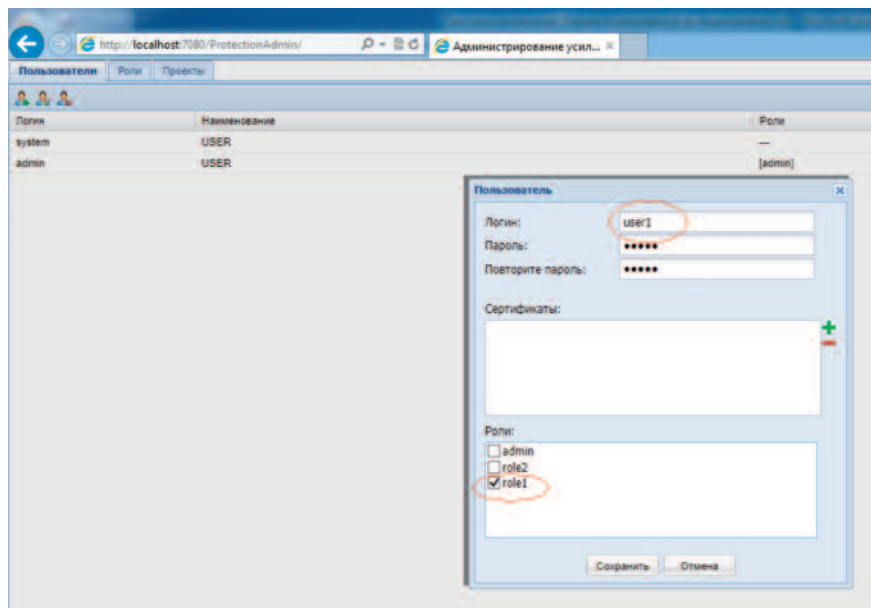 http://localhost:7080/ProtectionAdmin/
Администрирование усил...
Пользователи Роли Проекты
Логин Наименование Роли
system USER ---
admin USER [admin]
Пользователь
Логин: user1
Пароль: •••••
Повторите пароль: •••••
Сертификаты:
Роли:
admin
role2
role1
Сохранить Отмена